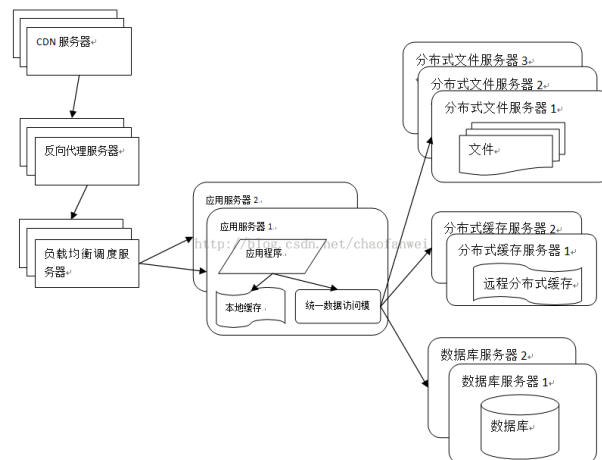 CDN 服务器
反向代理服务器
负载均衡调度服
务器
应用服务器 2
应用服务器 1
http://blog.csdn.net/chaofanwei
应用程序
本地缓存
统一数据访问模
分布式文件服务器 3
分布式文件服务器 2
分布式文件服务器 1
文件
分布式缓存服务器 2
分布式缓存服务器 1
远程分布式缓存
数据库服务器 2
数据库服务器 1
数据库